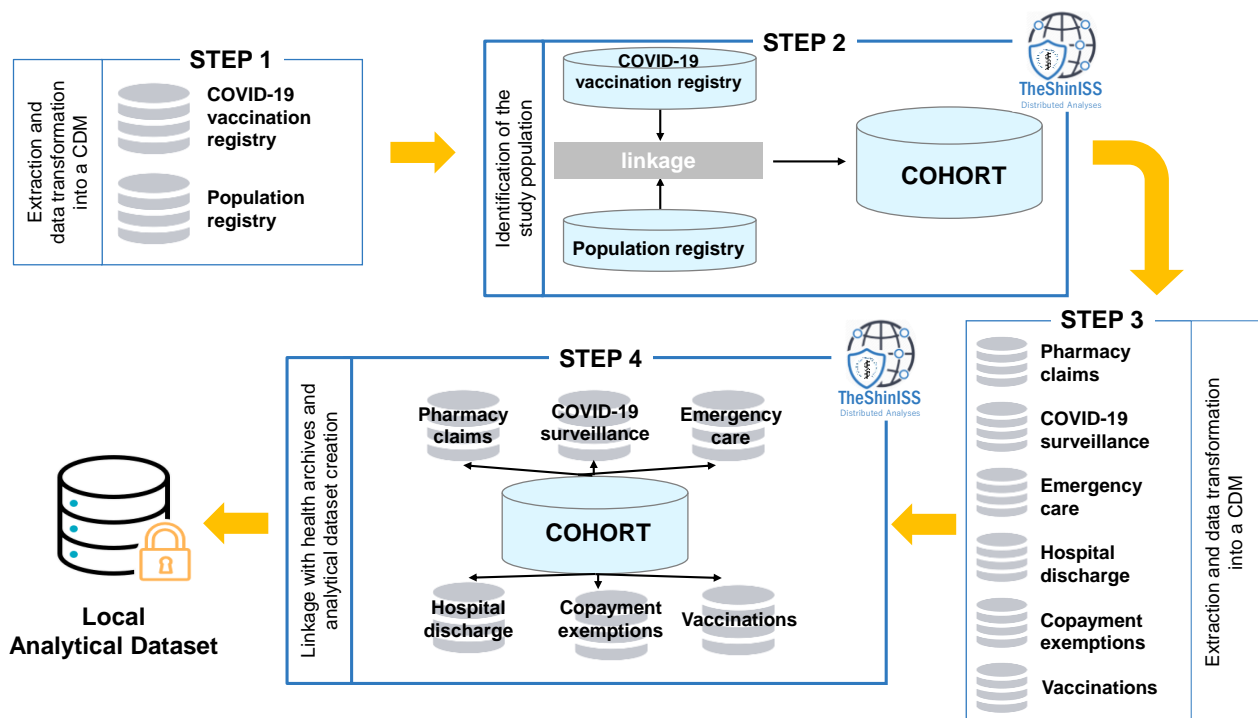 STEP 1
Extraction and
data transformation
into a CDM
COVID-19
vaccination
registry
Population
registry
STEP 2
Identification of the
study population
COVID-19
vaccination registry
linkage
Population registry
COHORT
TheShinISS
Distributed Analyses
STEP 3
Pharmacy
claims
COVID-19
surveillance
Emergency
care
Hospital
discharge
Copayment
exemptions
Vaccinations
Extraction and data transformation
into a CDM
STEP 4
Linkage with health archives and
analytical dataset creation
Pharmacy
claims
COVID-19
surveillance
Emergency
care
COHORT
Hospital
discharge
Copayment
exemptions
Vaccinations
TheShinISS
Distributed Analyses
Local
Analytical Dataset